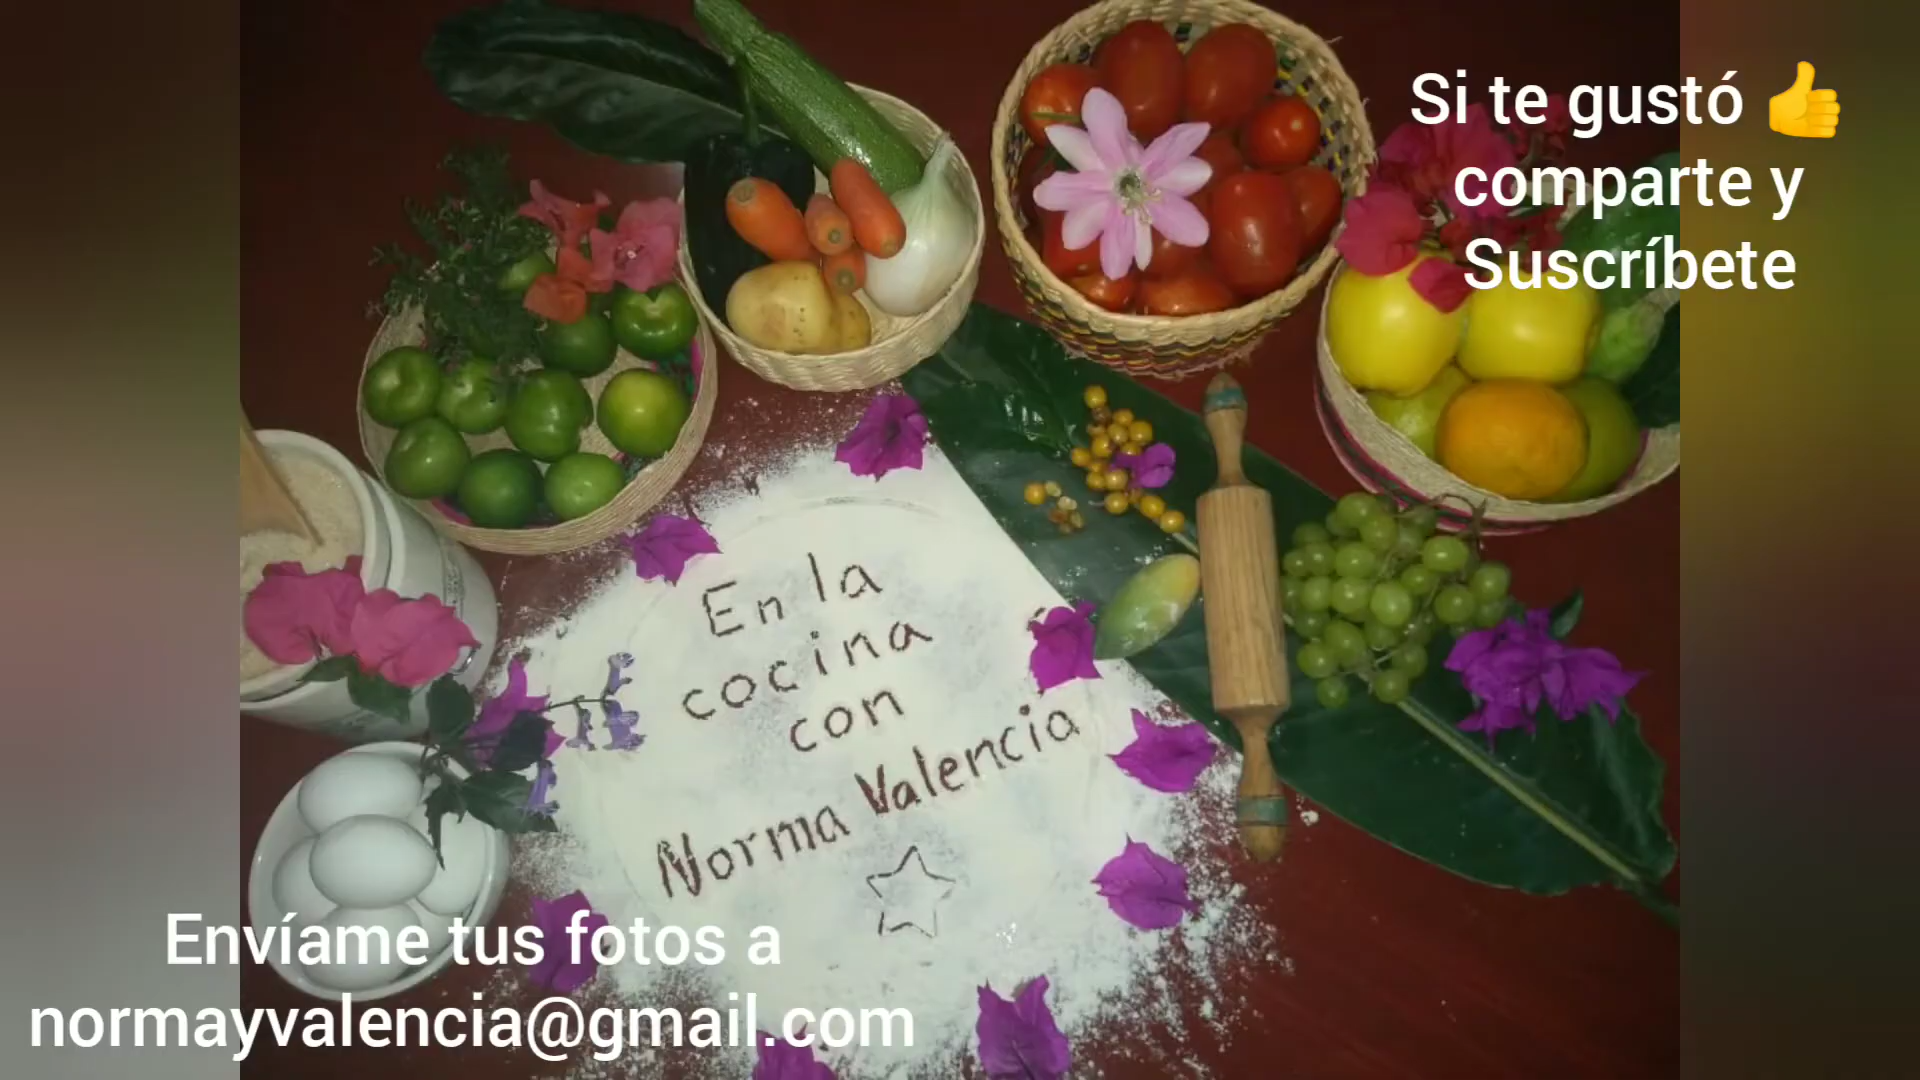 Si te gustó 👍
comparte y
Suscríbete
En la
cocina
con
Norma Valencia
Envíame tus fotos a
normayvalencia@gmail.com